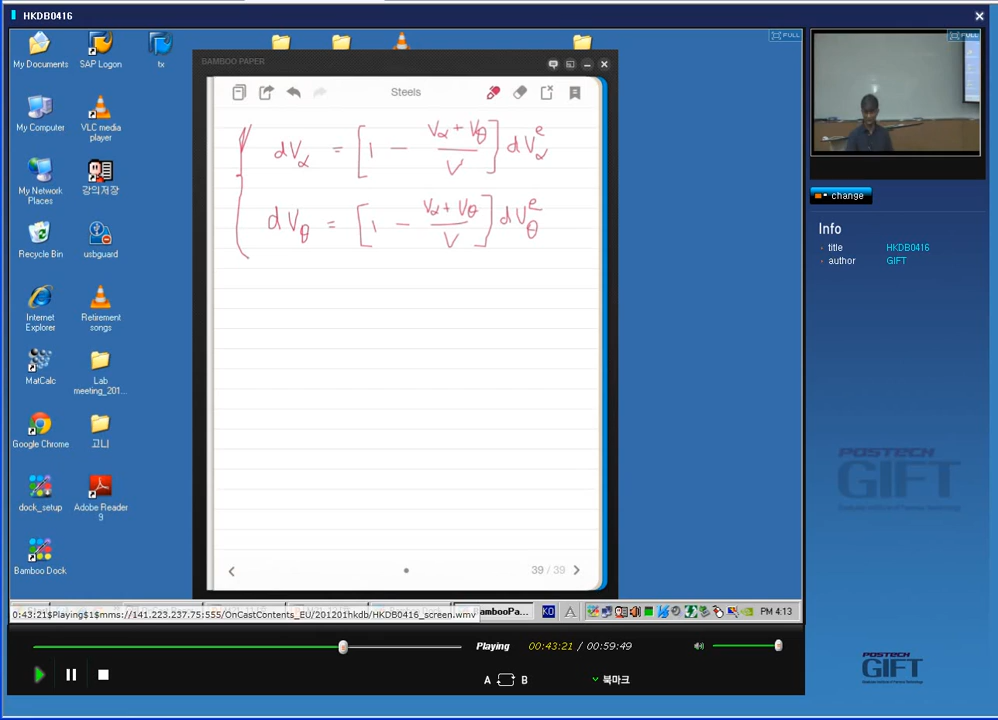 HKDB0416
FULL
FULL
My Documents
SAP Logon
tx
BAMBOO PAPER
Steels
My Computer
VLC media player
My Network Places
강의저장
Recycle Bin
usbguard
Internet Explorer
Retirement songs
MatCalc
Lab meeting_201...
Google Chrome
고니
dock_setup
Adobe Reader 9
Bamboo Dock
dVα = [1 − (Vα + Vθ)/V] dVαᵉ
dVθ = [1 − (Vα + Vθ)/V] dVθᵉ
39 / 39
change
Info
title HKDB0416
author GIFT
POSTECH
GIFT
0:43:21$Playing$1$mms://141.223.237.75:555/OnCastContents_EU/201201hkdb/HKDB0416_screen.wmv
BambooPa...
KO
A
PM 4:13
Playing 00:43:21 / 00:59:49
A B 북마크
POSTECH
GIFT